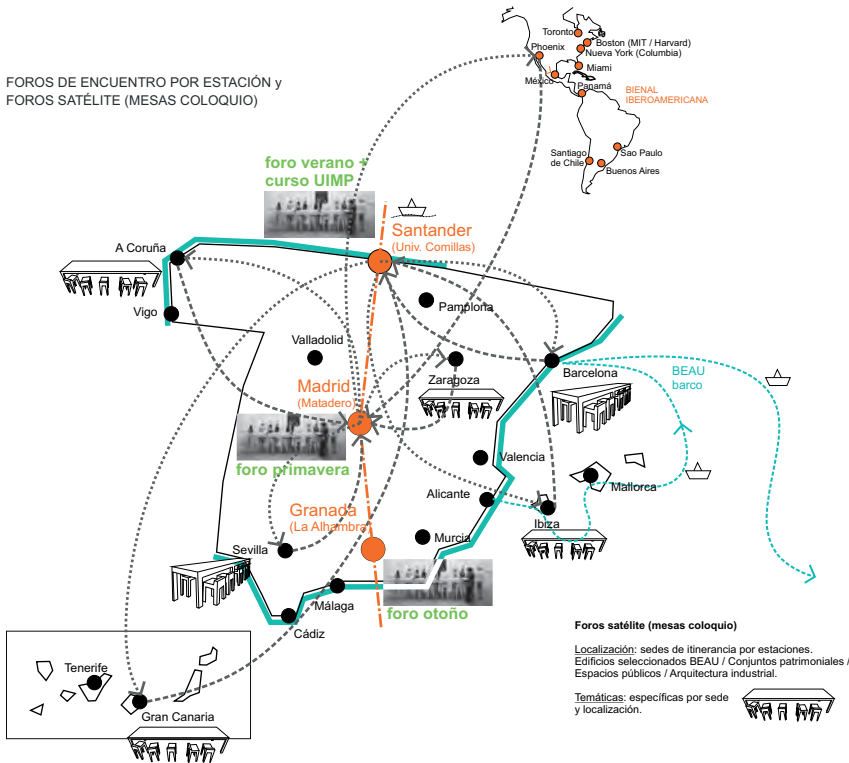 FOROS DE ENCUENTRO POR ESTACIÓN y
FOROS SATÉLITE (MESAS COLOQUIO)
Toronto
Phoenix
Boston (MIT / Harvard)
Nueva York (Columbia)
Miami
México
Panamá
BIENAL
IBEROAMERICANA
Santiago
de Chile
Sao Paulo
Buenos Aires
foro verano +
curso UIMP
Santander
(Univ. Comillas)
A Coruña
Vigo
Pamplona
Valladolid
Zaragoza
Barcelona
BEAU
barco
Madrid
(Matadero)
foro primavera
Valencia
Mallorca
Alicante
Ibiza
Granada
(La Alhambra)
Murcia
Sevilla
foro otoño
Málaga
Cádiz
Tenerife
Gran Canaria
Foros satélite (mesas coloquio)
Localización: sedes de itinerancia por estaciones.
Edificios seleccionados BEAU / Conjuntos patrimoniales /
Espacios públicos / Arquitectura industrial.
Temáticas: específicas por sede
y localización.